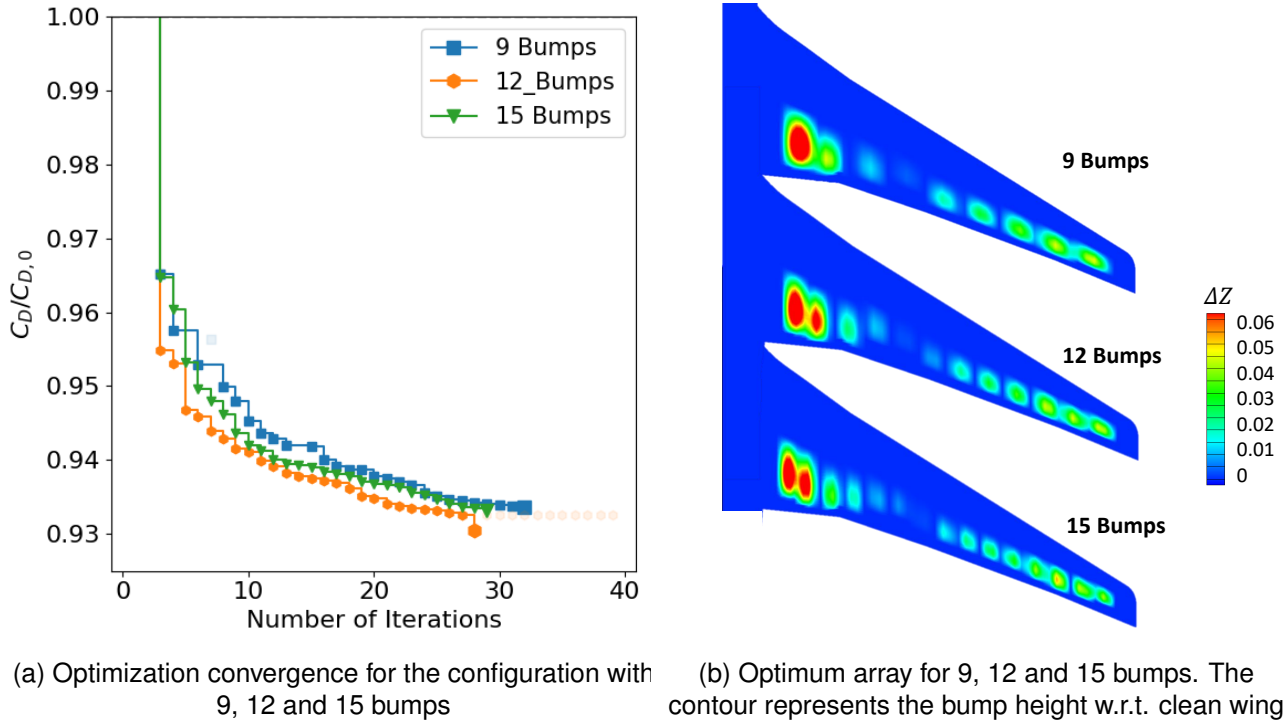 1.00
0.99
0.98
0.97
0.96
0.95
0.94
0.93
C_D/C_{D, 0}
0 10 20 30 40
Number of Iterations
9 Bumps
12_Bumps
15 Bumps
(a) Optimization convergence for the configuration with
9, 12 and 15 bumps
9 Bumps
12 Bumps
15 Bumps
ΔZ
0.06
0.05
0.04
0.02
0.01
0
(b) Optimum array for 9, 12 and 15 bumps. The
contour represents the bump height w.r.t. clean wing